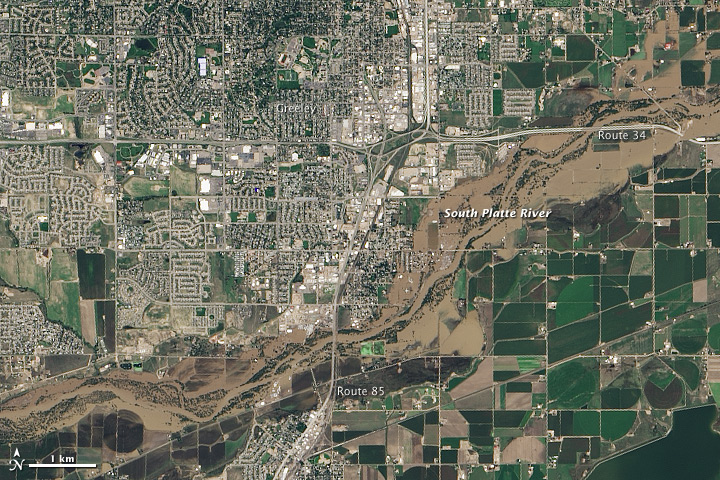 Greeley
Route 34
South Platte River
Route 85
N
1 km